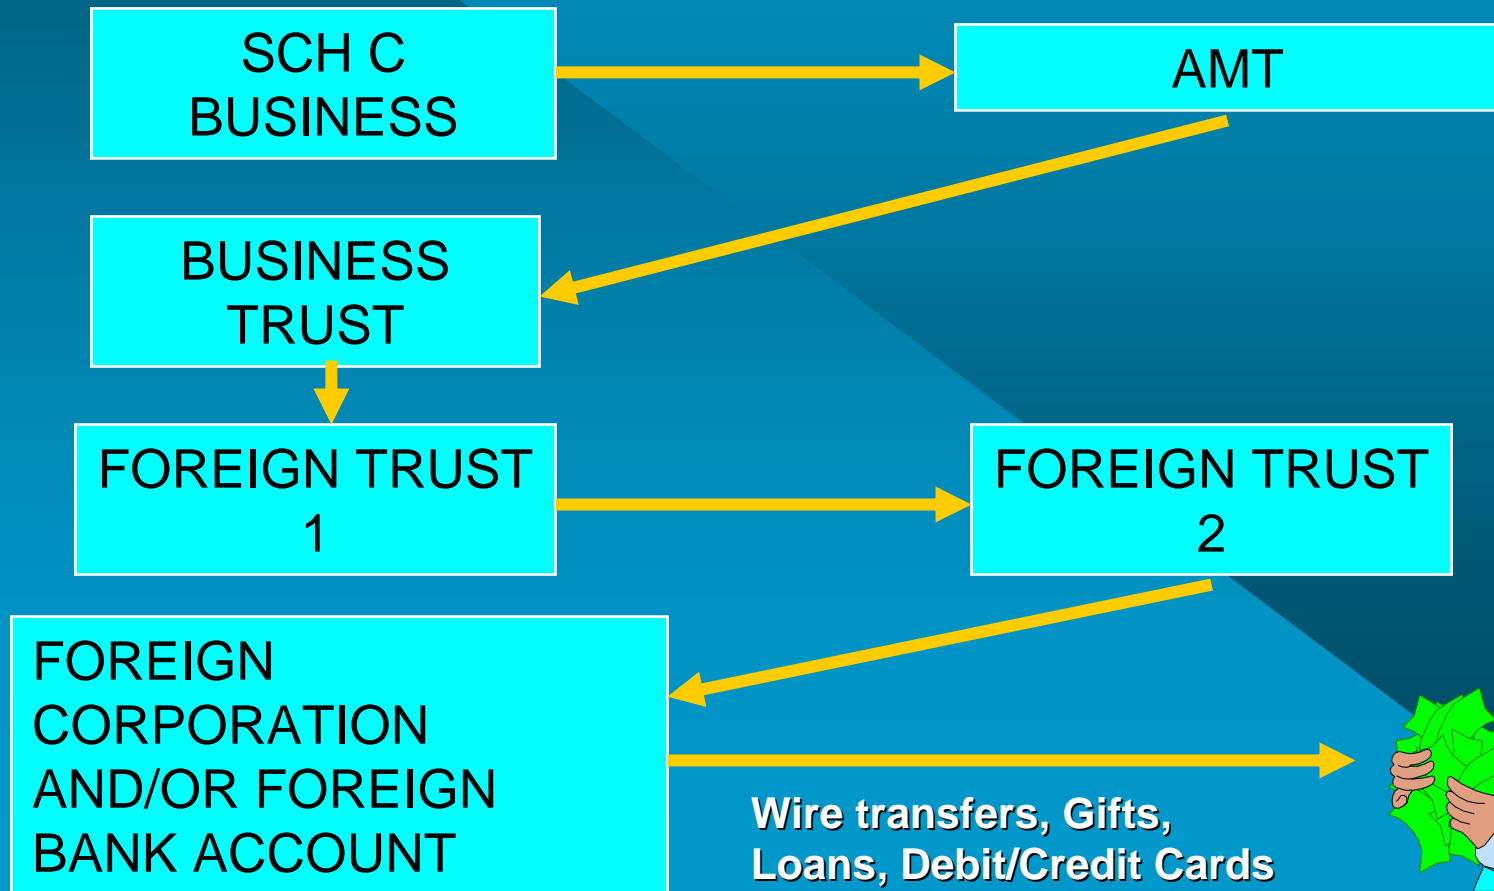 SCH C
BUSINESS
AMT
BUSINESS
TRUST
FOREIGN TRUST
1
FOREIGN TRUST
2
FOREIGN
CORPORATION
AND/OR FOREIGN
BANK ACCOUNT
Wire transfers, Gifts,
Loans, Debit/Credit Cards